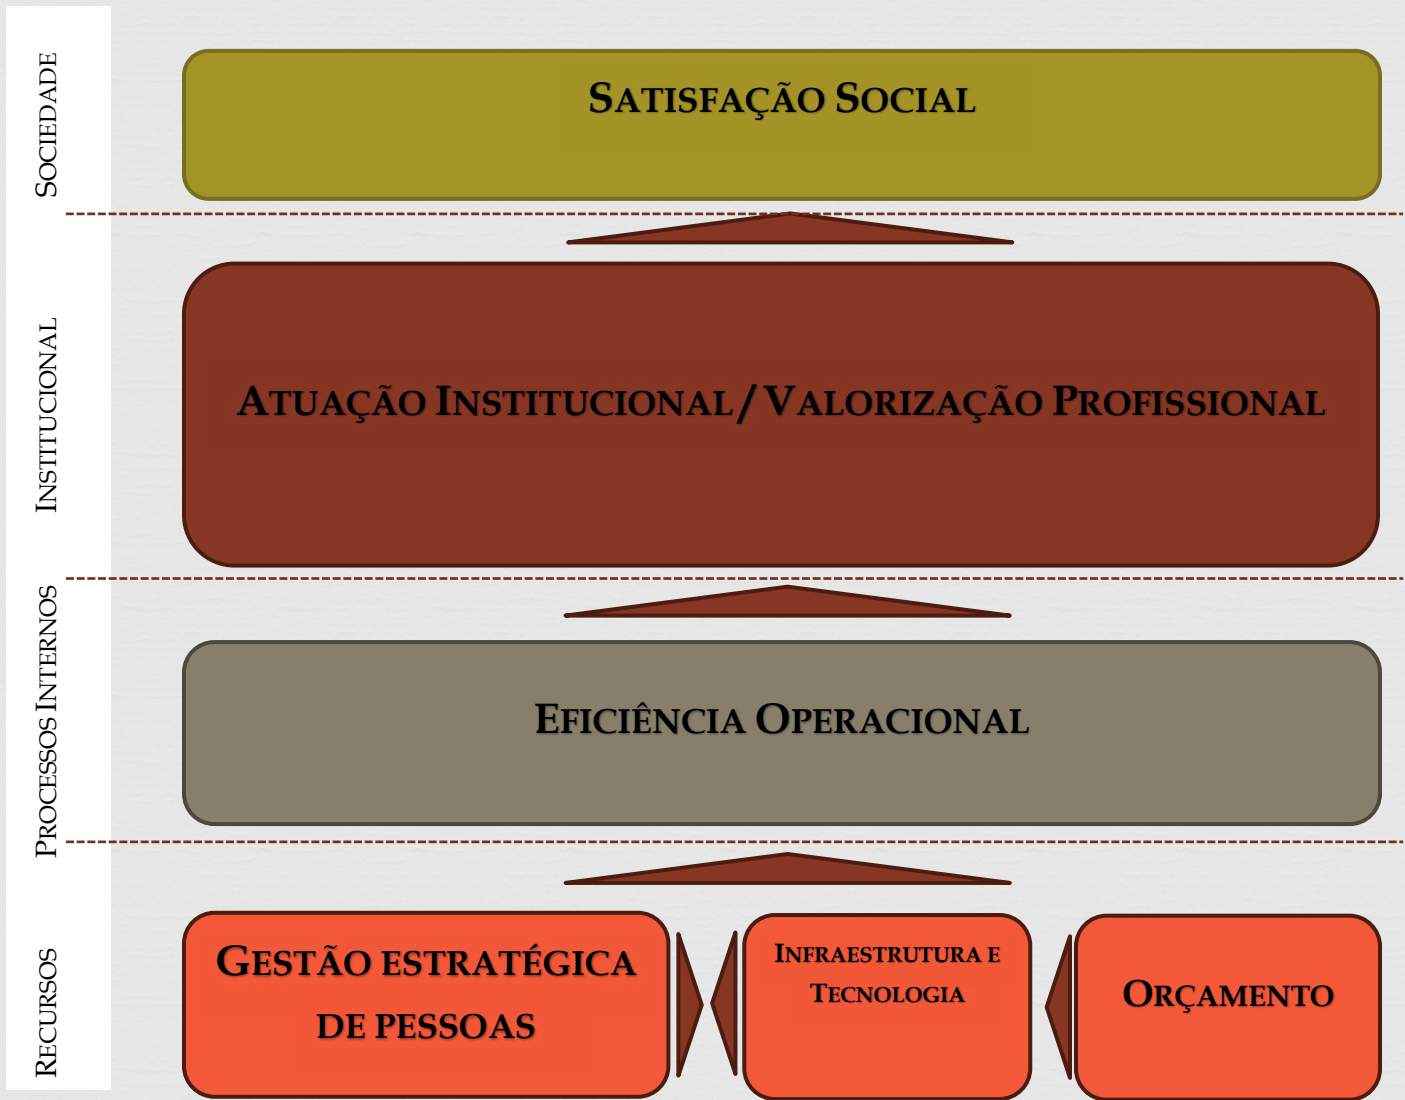 Sociedade
Satisfação Social
Institucional
Atuação Institucional / Valorização Profissional
Processos Internos
Eficiência Operacional
Recursos
Gestão estratégica
de pessoas
Infraestrutura e
Tecnologia
Orçamento